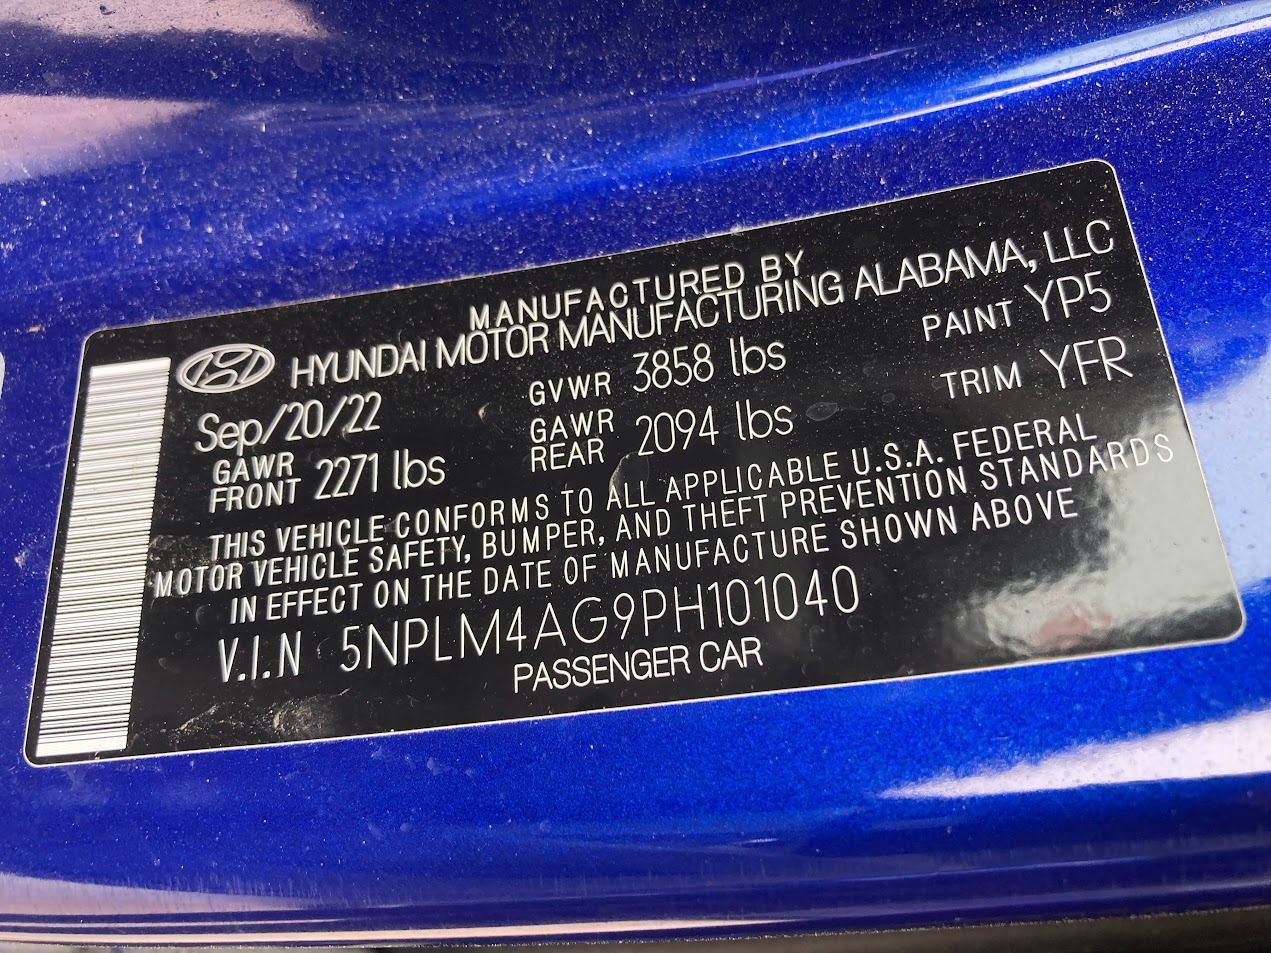 MANUFACTURED BY
HYUNDAI MOTOR MANUFACTURING ALABAMA, LLC
Sep/20/22 GVWR 3858 lbs PAINT YP5
GAWR FRONT 2271 lbs GAWR REAR 2094 lbs TRIM YFR
THIS VEHICLE CONFORMS TO ALL APPLICABLE U.S.A. FEDERAL
MOTOR VEHICLE SAFETY, BUMPER, AND THEFT PREVENTION STANDARDS
IN EFFECT ON THE DATE OF MANUFACTURE SHOWN ABOVE
V.I.N 5NPLM4AG9PH101040
PASSENGER CAR